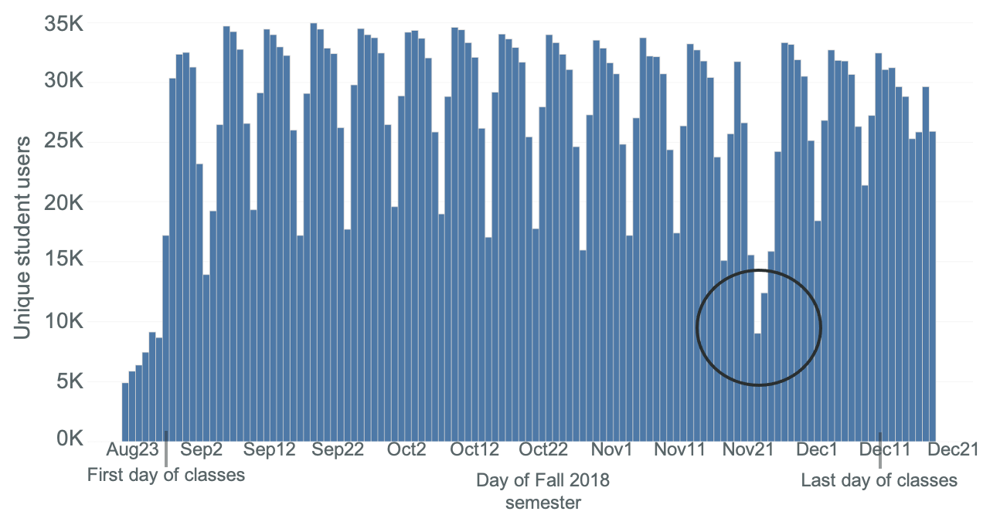 35K
30K
25K
20K
15K
10K
5K
0K
Unique student users
Aug23 Sep2 Sep12 Sep22 Oct2 Oct12 Oct22 Nov1 Nov11 Nov21 Dec1 Dec11 Dec21
First day of classes
Day of Fall 2018
semester
Last day of classes